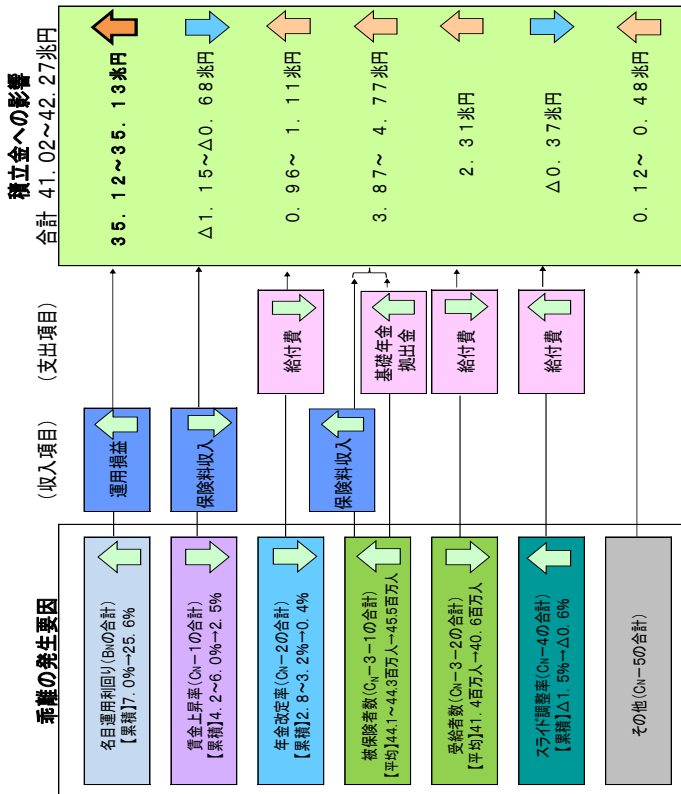 乖離の発生要因
(収入項目)
(支出項目)
積立金への影響
合計 41.02~42.27兆円
名目運用利回り(BNの合計)
【累積】7.0%→25.6%
運用損益
35.12~35.13兆円
賃金上昇率(CN-1の合計)
【累積】4.2~6.0%→2.5%
保険料収入
△1.15~△0.68兆円
年金改定率(CN-2の合計)
【累積】2.8~3.2%→0.4%
給付費
0.96~ 1.11兆円
被保険者数(CN-3-1の合計)
【平均】44.1~44.3百万人→45.5百万人
保険料収入
基礎年金
拠出金
3.87~ 4.77兆円
受給者数(CN-3-2の合計)
【平均】41.4百万人→40.6百万人
給付費
2.31兆円
スライド調整率(CN-4の合計)
【累積】△1.5%→△0.6%
給付費
△0.37兆円
その他(CN-5の合計)
0.12~ 0.48兆円